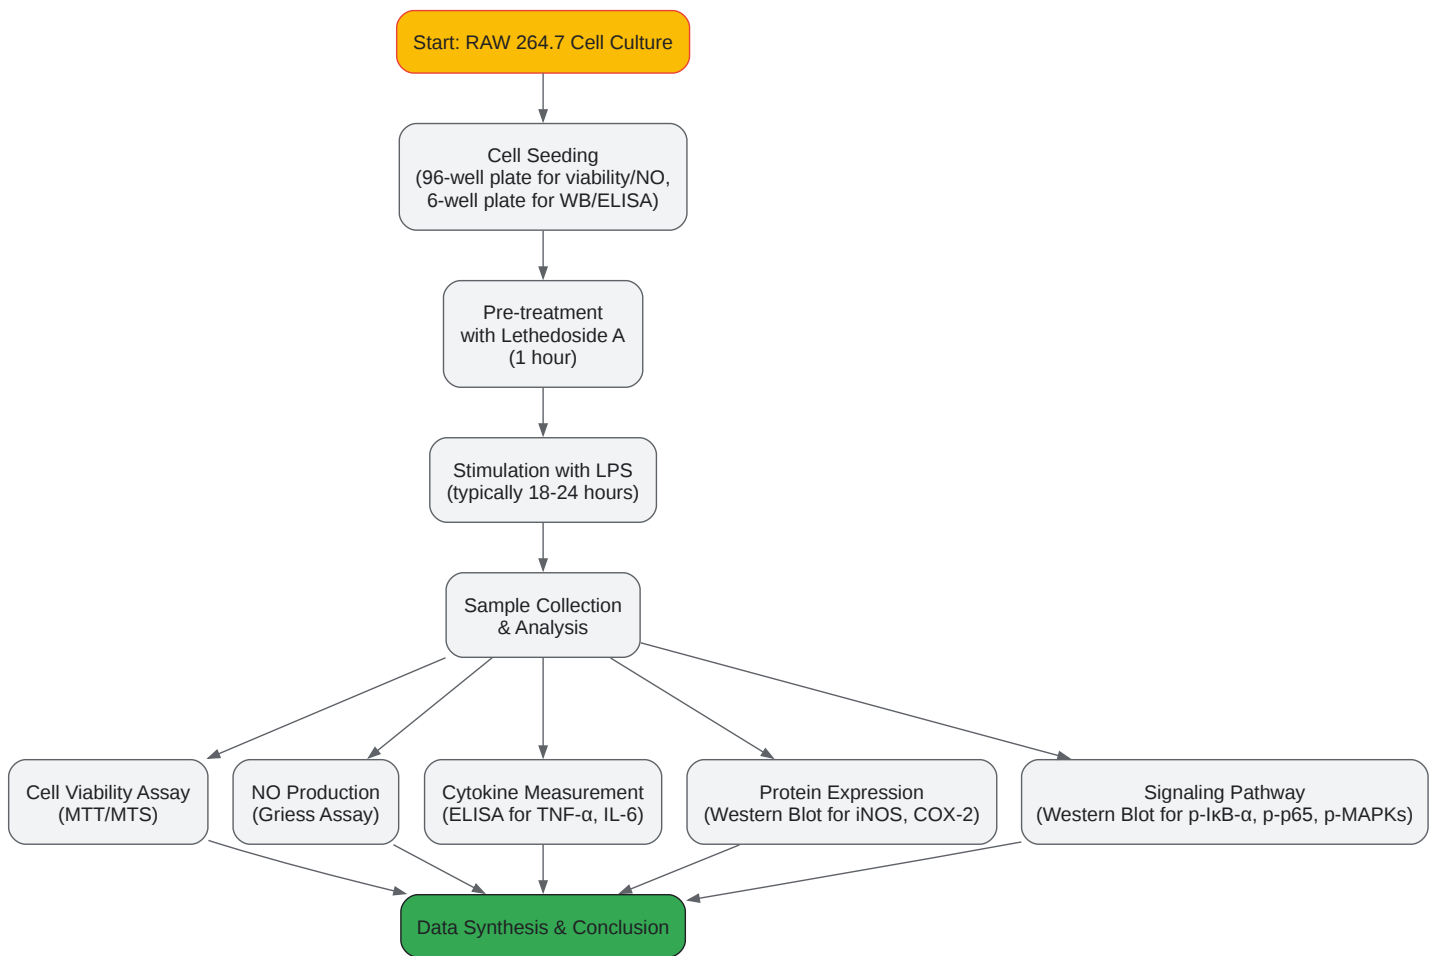 Start: RAW 264.7 Cell Culture
Cell Seeding
(96-well plate for viability/NO,
6-well plate for WB/ELISA)
Pre-treatment
with Lethedoside A
(1 hour)
Stimulation with LPS
(typically 18-24 hours)
Sample Collection
& Analysis
Cell Viability Assay
(MTT/MTS)
NO Production
(Griess Assay)
Cytokine Measurement
(ELISA for TNF-α, IL-6)
Protein Expression
(Western Blot for iNOS, COX-2)
Signaling Pathway
(Western Blot for p-IκB-α, p-p65, p-MAPKs)
Data Synthesis & Conclusion